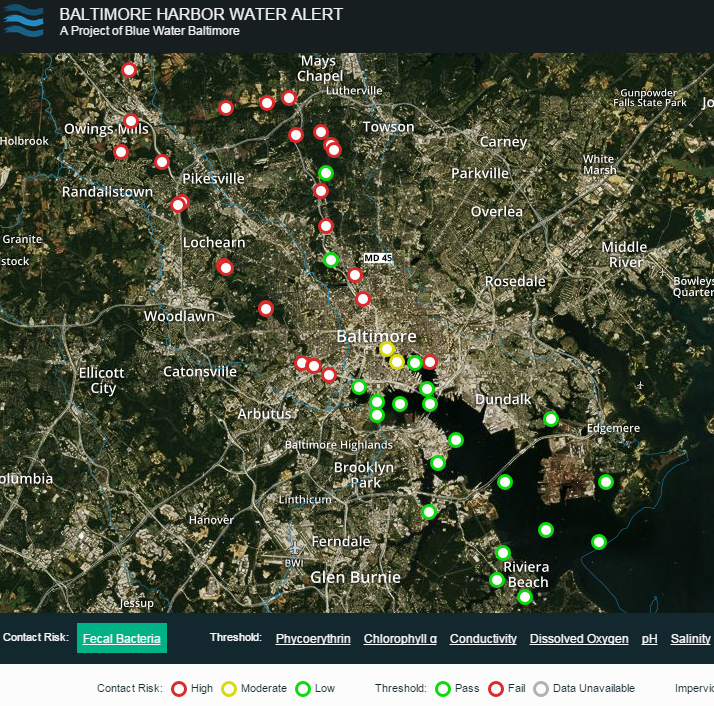 BALTIMORE HARBOR WATER ALERT
A Project of Blue Water Baltimore
Mays
Chapel
Lutherville
Gunpowder
Falls State Park
Jo
Owings Mills
Towson
Holbrook
Carney
White
Marsh
Parkville
Pikesville
Randallstown
Overlea
Granite
Lochearn
Middle
River
stock
MD 45
Rosedale
Bowleys
Quarter
Woodlawn
Baltimore
Ellicott
City
Catonsville
Dundalk
Arbutus
Edgemere
Baltimore Highlands
Brooklyn
Park
olumbia
Linthicum
Hanover
Ferndale
BWI
Riviera
Beach
Glen Burnie
Jessup
Contact Risk: Fecal Bacteria Threshold: Phycoerythrin Chlorophyll α Conductivity Dissolved Oxygen pH Salinity
Contact Risk: High Moderate Low Threshold: Pass Fail Data Unavailable Impervic